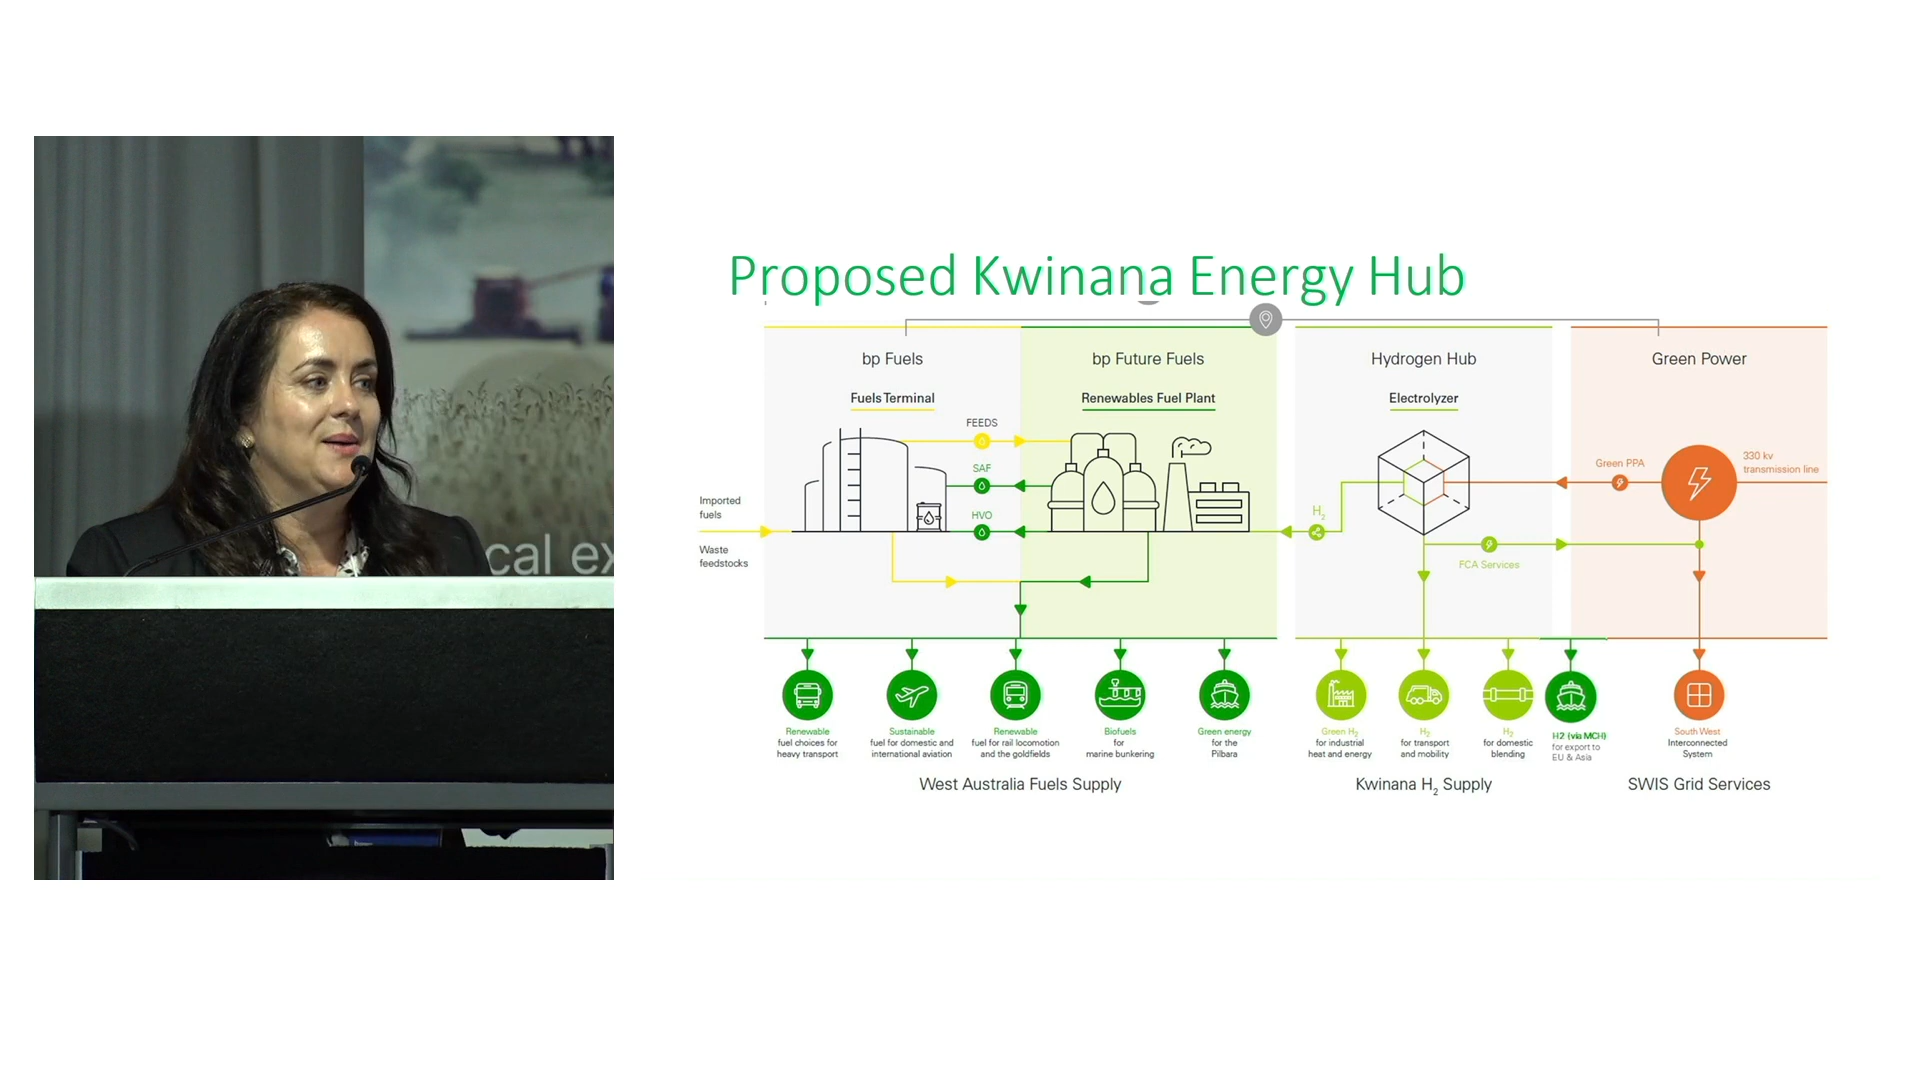 Proposed Kwinana Energy Hub
bp Fuels
bp Future Fuels
Hydrogen Hub
Green Power
Fuels Terminal
Renewables Fuel Plant
Electrolyzer
FEEDS
SAF
HVO
Imported
fuels
Waste
feedstocks
H2
Green PPA
330 kv
transmission line
FCA Services
Renewable
fuel choices for
heavy transport
Sustainable
fuel for domestic and
international aviation
Renewable
fuel for rail locomotion
and the goldfields
Biofuels
for
marine bunkering
Green energy
for the
Pilbara
Green H2
for industrial
heat and energy
H2
for transport
and mobility
H2
for domestic
blending
H2 (via MCH)
for export to
EU & Asia
South West
Interconnected
System
West Australia Fuels Supply
Kwinana H2 Supply
SWIS Grid Services
cal ex